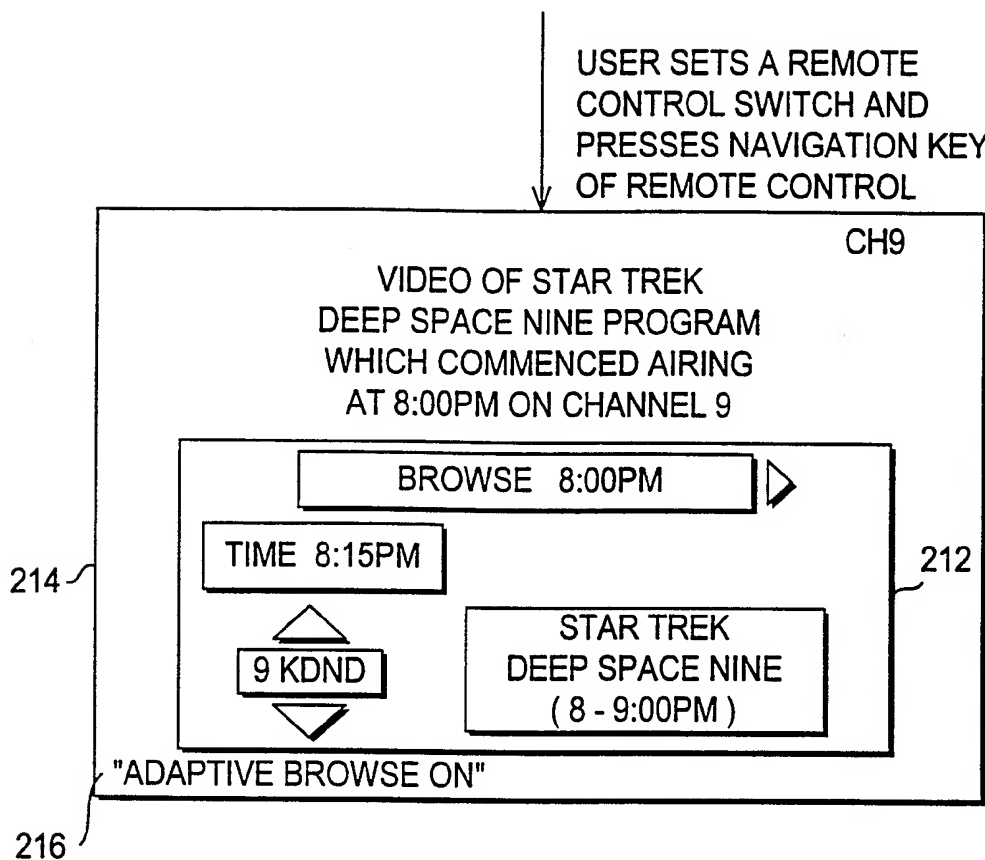 USER SETS A REMOTE
CONTROL SWITCH AND
PRESSES NAVIGATION KEY
OF REMOTE CONTROL
CH9
VIDEO OF STAR TREK
DEEP SPACE NINE PROGRAM
WHICH COMMENCED AIRING
AT 8:00PM ON CHANNEL 9
BROWSE 8:00PM
TIME 8:15PM
214
212
9 KDND
STAR TREK
DEEP SPACE NINE
( 8 - 9:00PM )
"ADAPTIVE BROWSE ON"
216